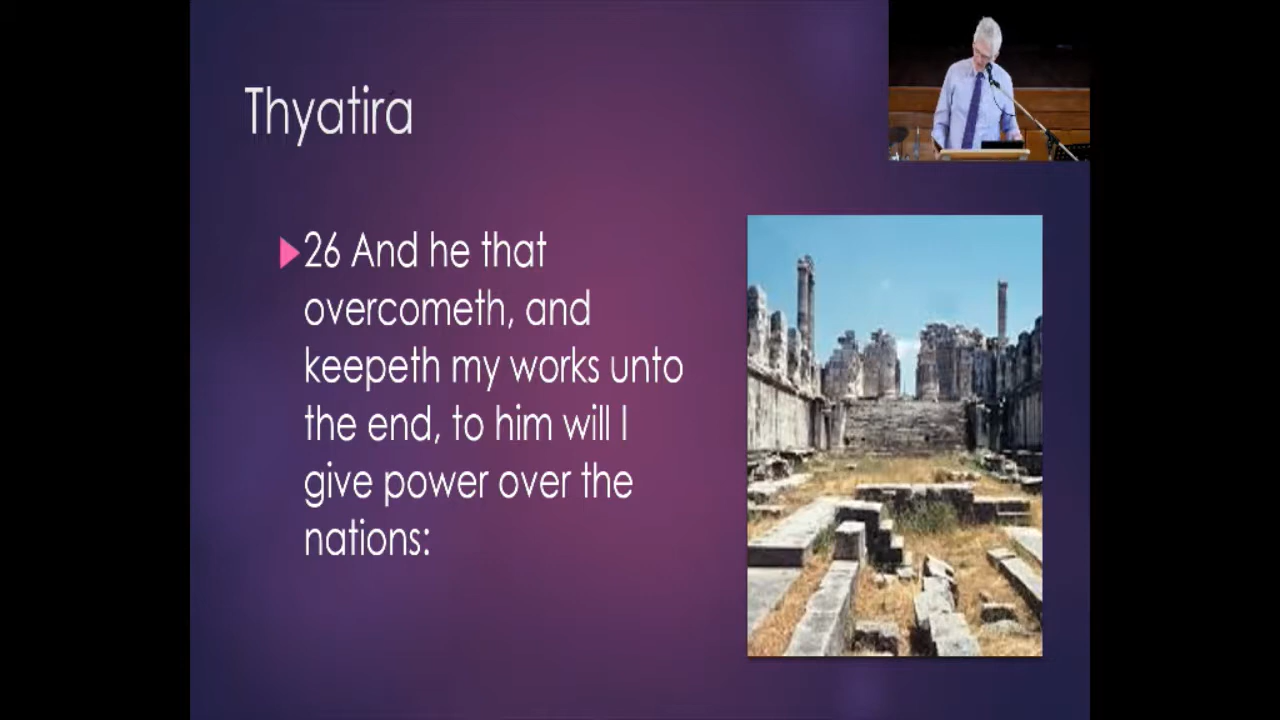 Thyatira
26 And he that
overcometh, and
keepeth my works unto
the end, to him will I
give power over the
nations: